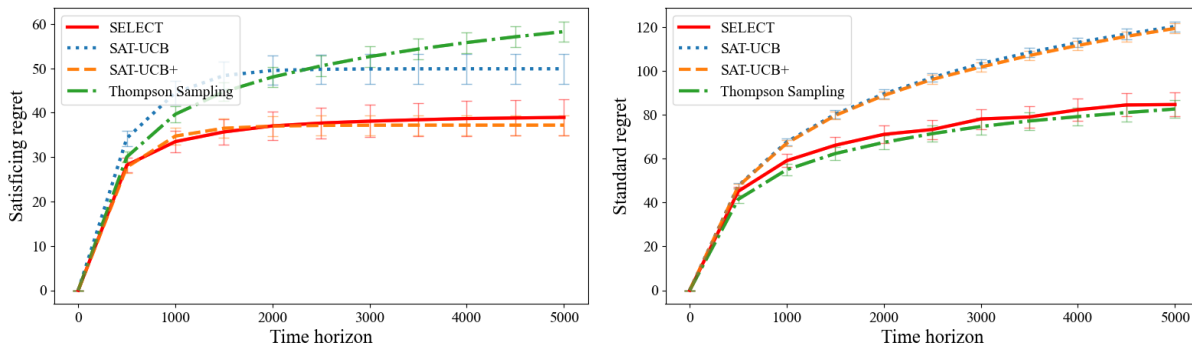 SELECT
SAT-UCB
SAT-UCB+
Thompson Sampling
Satisficing regret
60
50
40
30
20
10
0
0 1000 2000 3000 4000 5000
Time horizon
SELECT
SAT-UCB
SAT-UCB+
Thompson Sampling
Standard regret
120
100
80
60
40
20
0
0 1000 2000 3000 4000 5000
Time horizon